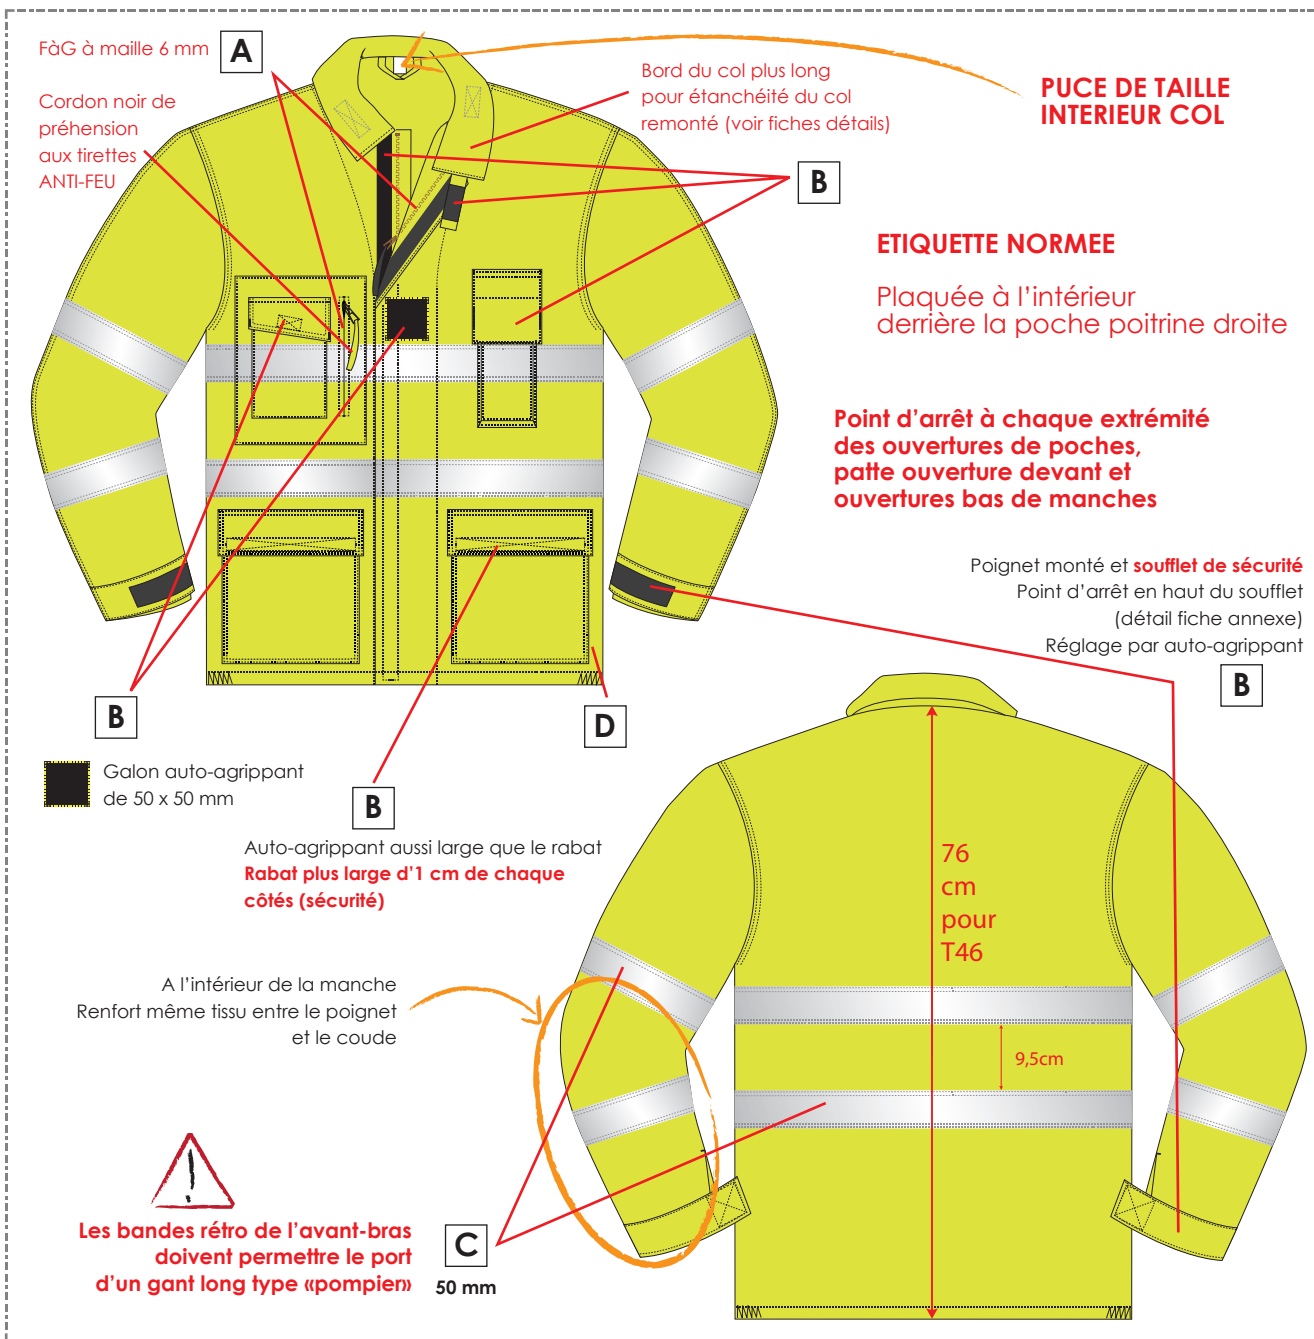 FàG à maille 6 mm
A
Cordon noir de
préhension
aux tirettes
ANTI-FEU
Bord du col plus long
pour étanchéité du col
remonté (voir fiches détails)
PUCE DE TAILLE
INTERIEUR COL
B
ETIQUETTE NORMEE
Plaquée à l'intérieur
derrière la poche poitrine droite
Point d'arrêt à chaque extrémité
des ouvertures de poches,
patte ouverture devant et
ouvertures bas de manches
Poignet monté et soufflet de sécurité
Point d'arrêt en haut du soufflet
(détail fiche annexe)
Réglage par auto-agrippant
B
B
D
Galon auto-agrippant
de 50 x 50 mm
B
Auto-agrippant aussi large que le rabat
Rabat plus large d'1 cm de chaque
côtés (sécurité)
76
cm
pour
T46
9,5cm
A l'intérieur de la manche
Renfort même tissu entre le poignet
et le coude
!
Les bandes rétro de l'avant-bras
doivent permettre le port
d'un gant long type «pompier»
C
50 mm